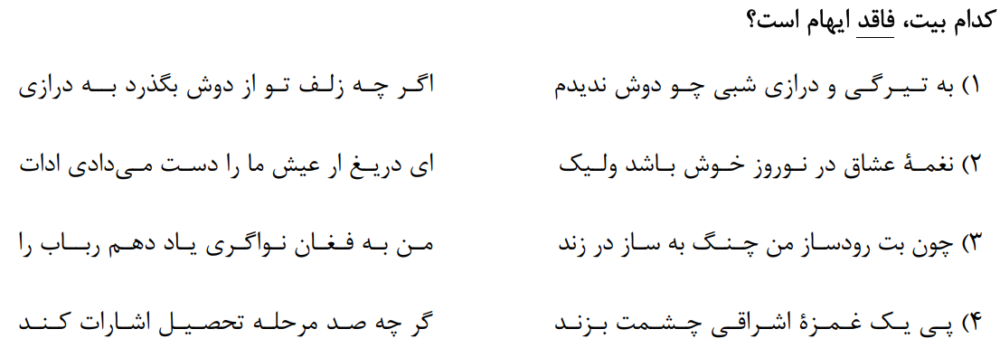 کدام بیت، فاقد ایهام است؟
۱) به تیرگی و درازی شبی چو دوش ندیدم اگر چه زلف تو از دوش بگذرد به درازی
۲) نغمهٔ عشاق در نوروز خوش باشد ولیک ای دریغ ار عیش ما را دست می‌دادی ادات
۳) چون بت رودساز من چنگ به ساز در زند من به فغان نواگری یاد دهم رباب را
۴) پی یک غمزهٔ اشراقی چشمت بزند گر چه صد مرحله تحصیل اشارات کند